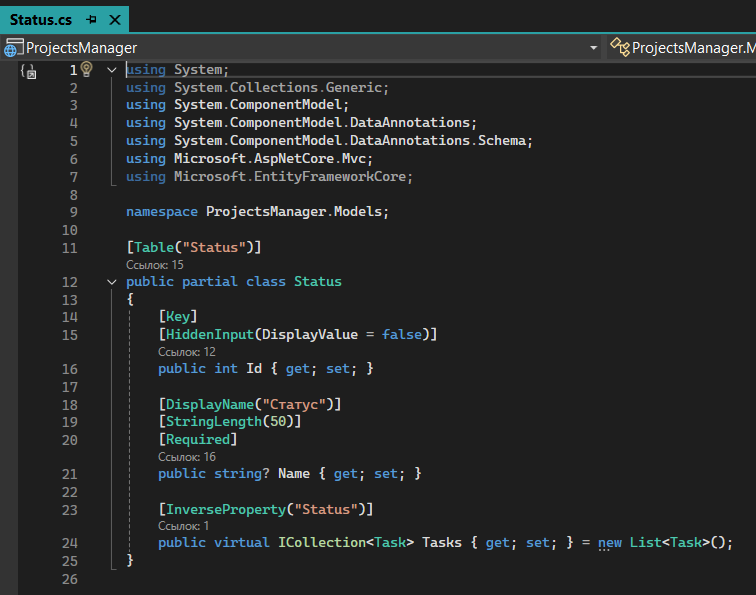 Status.cs
ProjectsManager
ProjectsManager.M
1 using System;
2 using System.Collections.Generic;
3 using System.ComponentModel;
4 using System.ComponentModel.DataAnnotations;
5 using System.ComponentModel.DataAnnotations.Schema;
6 using Microsoft.AspNetCore.Mvc;
7 using Microsoft.EntityFrameworkCore;
8
9 namespace ProjectsManager.Models;
10
11 [Table("Status")]
Ссылок: 15
12 public partial class Status
13 {
14 [Key]
15 [HiddenInput(DisplayValue = false)]
Ссылок: 12
16 public int Id { get; set; }
17
18 [DisplayName("Статус")]
19 [StringLength(50)]
20 [Required]
Ссылок: 16
21 public string? Name { get; set; }
22
23 [InverseProperty("Status")]
Ссылок: 1
24 public virtual ICollection<Task> Tasks { get; set; } = new List<Task>();
25 }
26